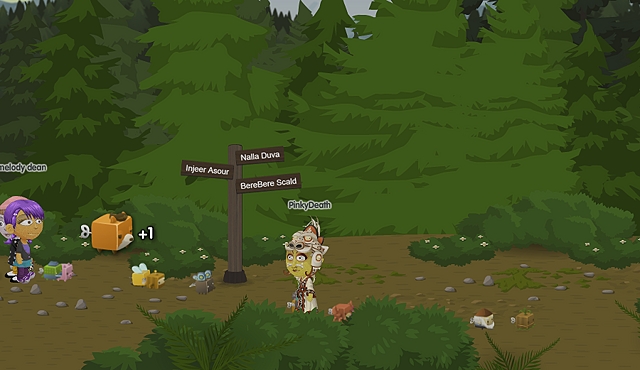 Nalla Duva
Injeer Asour
BereBere Scald
melody dean
+1
PinkyDeath